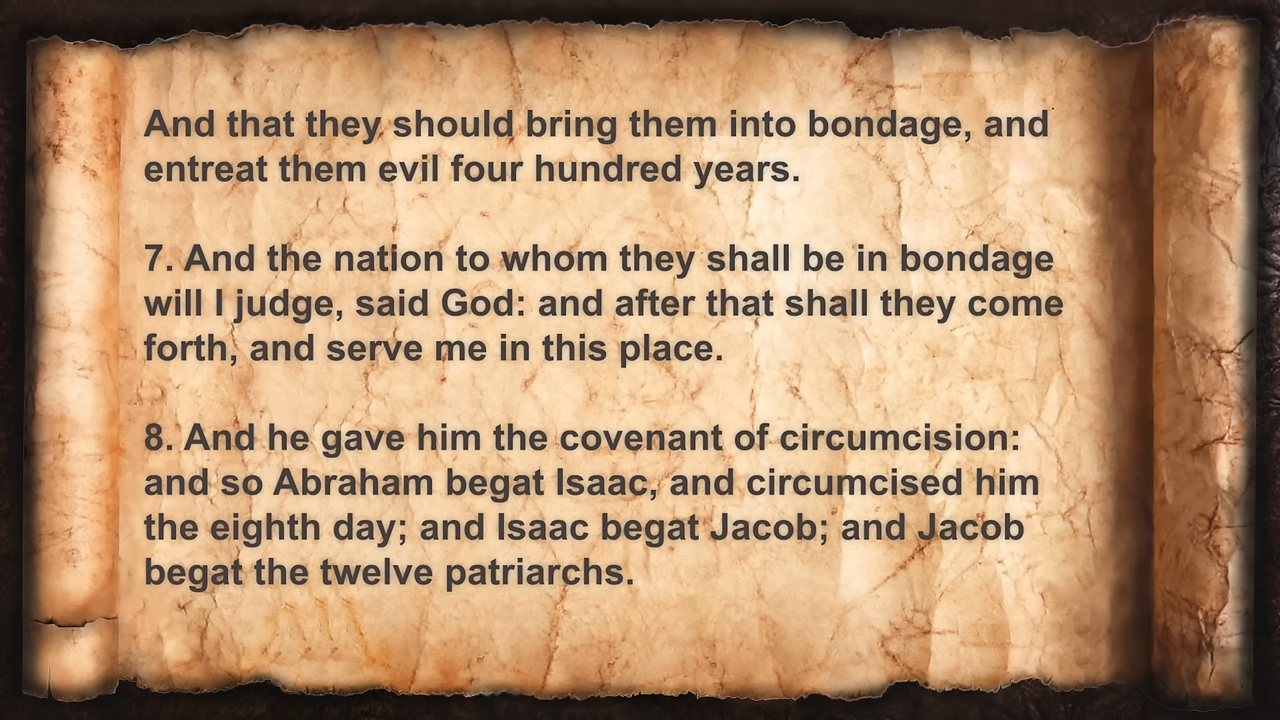 And that they should bring them into bondage, and
entreat them evil four hundred years.
7. And the nation to whom they shall be in bondage
will I judge, said God: and after that shall they come
forth, and serve me in this place.
8. And he gave him the covenant of circumcision:
and so Abraham begat Isaac, and circumcised him
the eighth day; and Isaac begat Jacob; and Jacob
begat the twelve patriarchs.